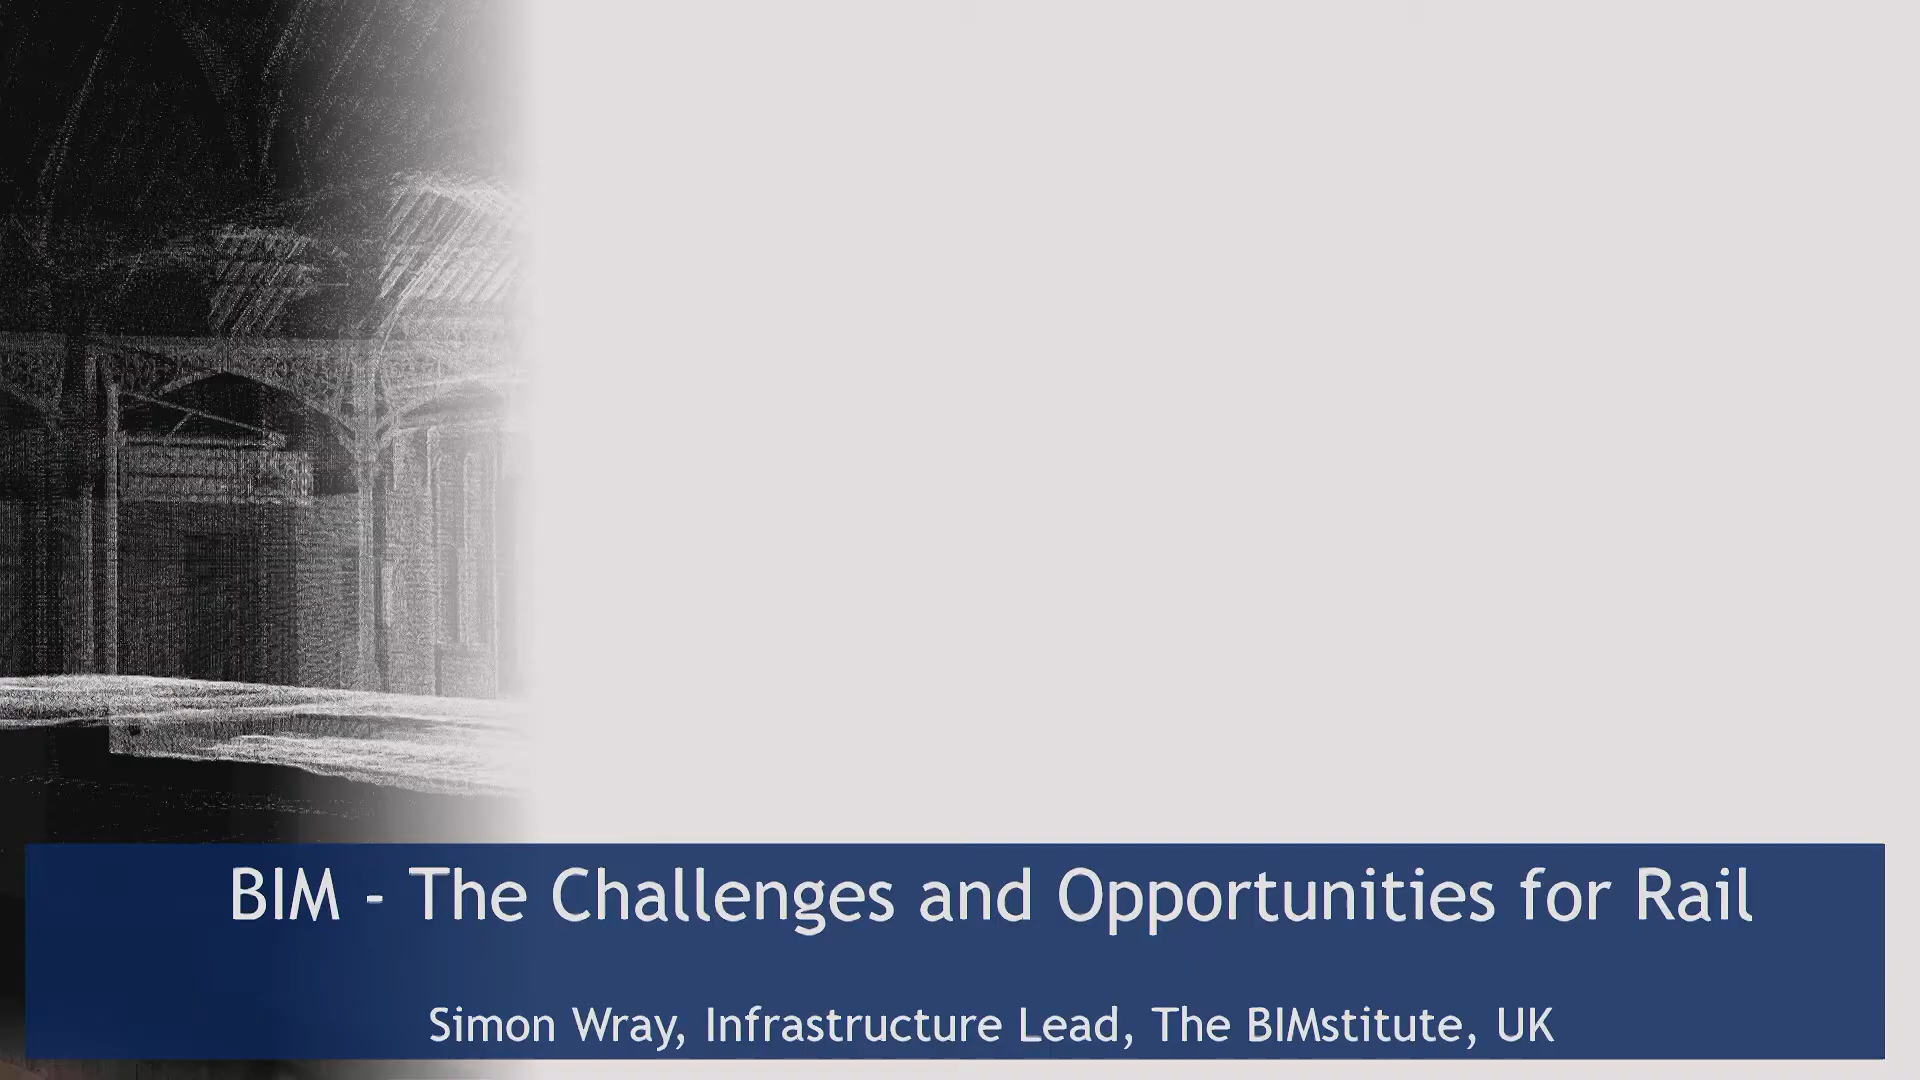 BIM - The Challenges and Opportunities for Rail
Simon Wray, Infrastructure Lead, The BIMstitute, UK